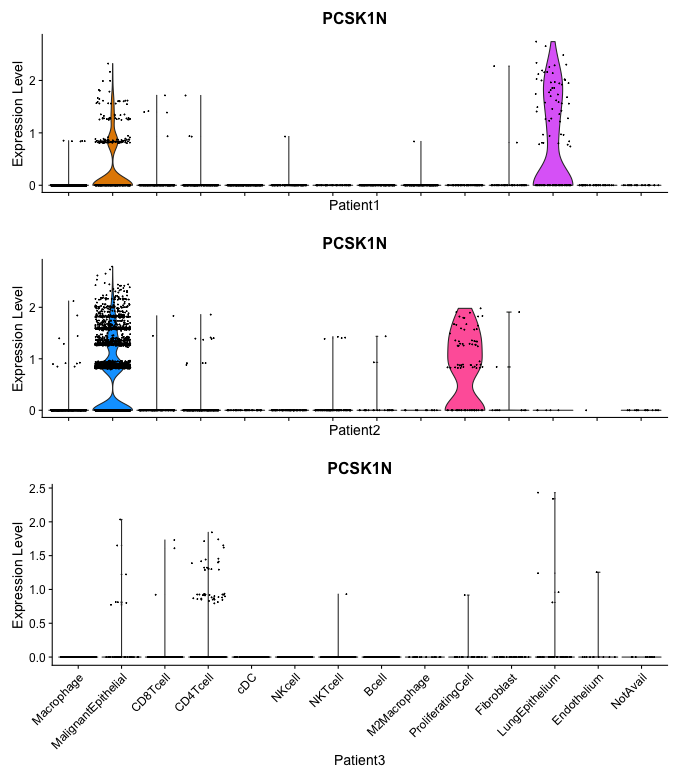 PCSK1N
Expression Level
2
1
0
Patient1
PCSK1N
Expression Level
2
1
0
Patient2
PCSK1N
Expression Level
2.5
2.0
1.5
1.0
0.5
0.0
Macrophage
MalignantEpithelial
CD8Tcell
CD4Tcell
cDC
NKcell
NKTcell
Bcell
M2Macrophage
ProliferatingCell
Fibroblast
LungEpithelium
Endothelium
NotAvail
Patient3